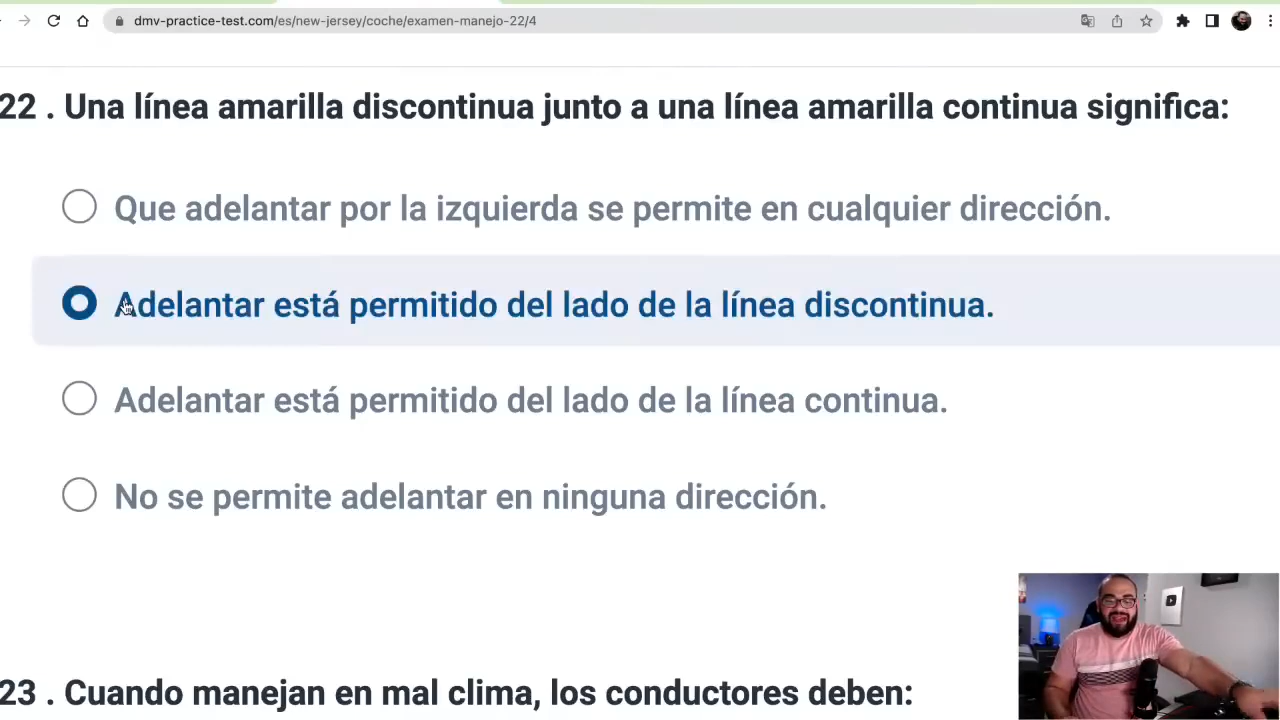 dmv-practice-test.com/es/new-jersey/coche/examen-manejo-22/4
22 . Una línea amarilla discontinua junto a una línea amarilla continua significa:
Que adelantar por la izquierda se permite en cualquier dirección.
Adelantar está permitido del lado de la línea discontinua.
Adelantar está permitido del lado de la línea continua.
No se permite adelantar en ninguna dirección.
23 . Cuando manejan en mal clima, los conductores deben: